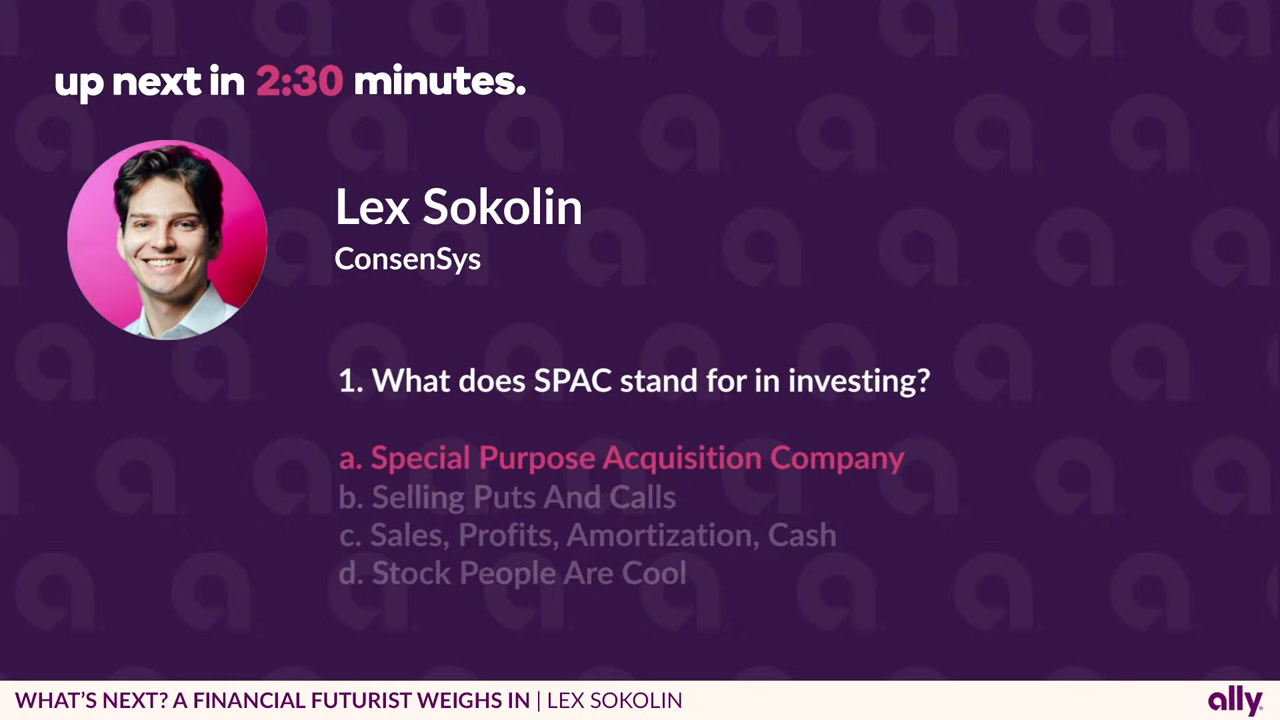 up next in 2:30 minutes.
Lex Sokolin
ConsenSys
1. What does SPAC stand for in investing?
a. Special Purpose Acquisition Company
b. Selling Puts And Calls
c. Sales, Profits, Amortization, Cash
d. Stock People Are Cool
WHAT'S NEXT? A FINANCIAL FUTURIST WEIGHS IN | LEX SOKOLIN
ally